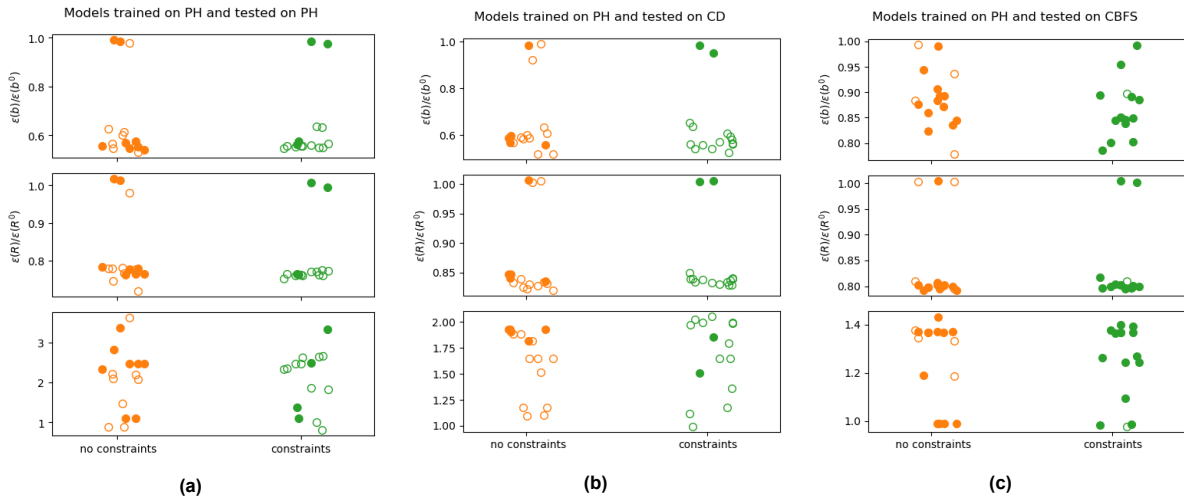 Models trained on PH and tested on PH
ε(b)/ε(b⁰)
1.0
0.8
0.6
ε(R)/ε(R⁰)
1.0
0.8
3
2
1
no constraints
constraints
(a)
Models trained on PH and tested on CD
ε(b)/ε(b⁰)
1.0
0.8
0.6
ε(R)/ε(R⁰)
1.00
0.95
0.90
0.85
2.00
1.75
1.50
1.25
1.00
no constraints
constraints
(b)
Models trained on PH and tested on CBFS
ε(b)/ε(b⁰)
1.00
0.95
0.90
0.85
0.80
ε(R)/ε(R⁰)
1.00
0.95
0.90
0.85
0.80
1.4
1.2
1.0
no constraints
constraints
(c)